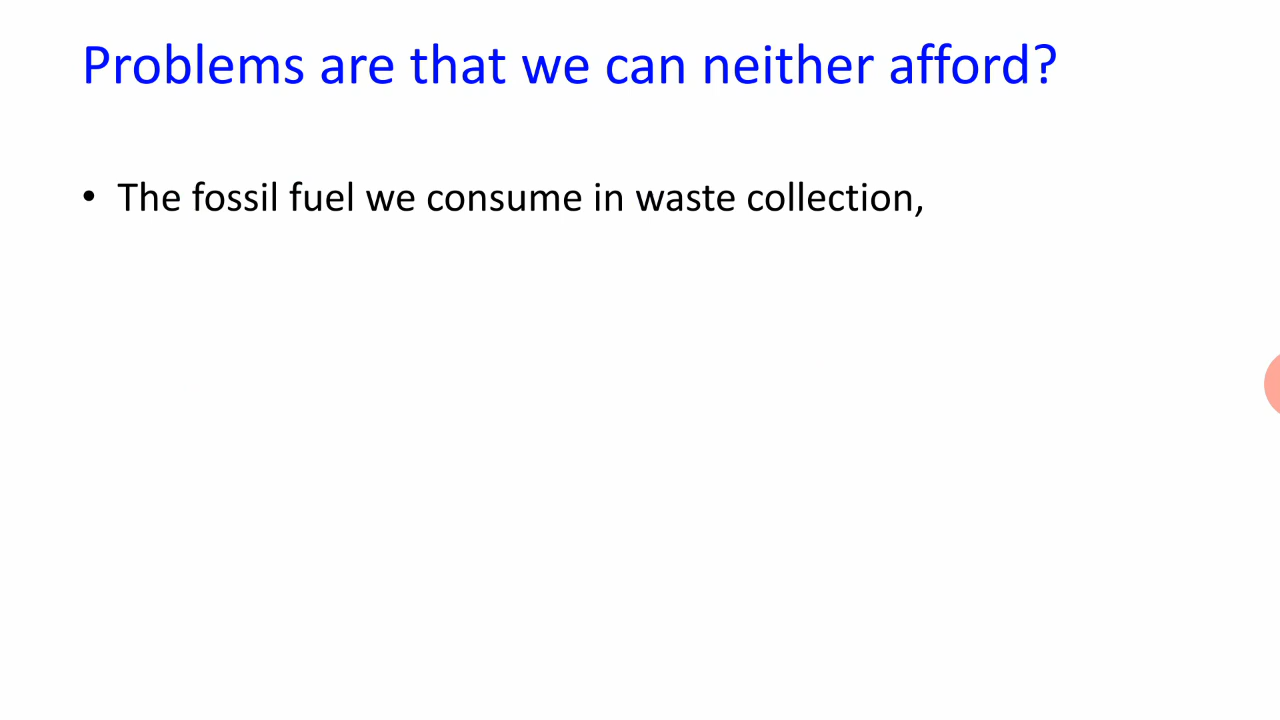 Problems are that we can neither afford?
• The fossil fuel we consume in waste collection,